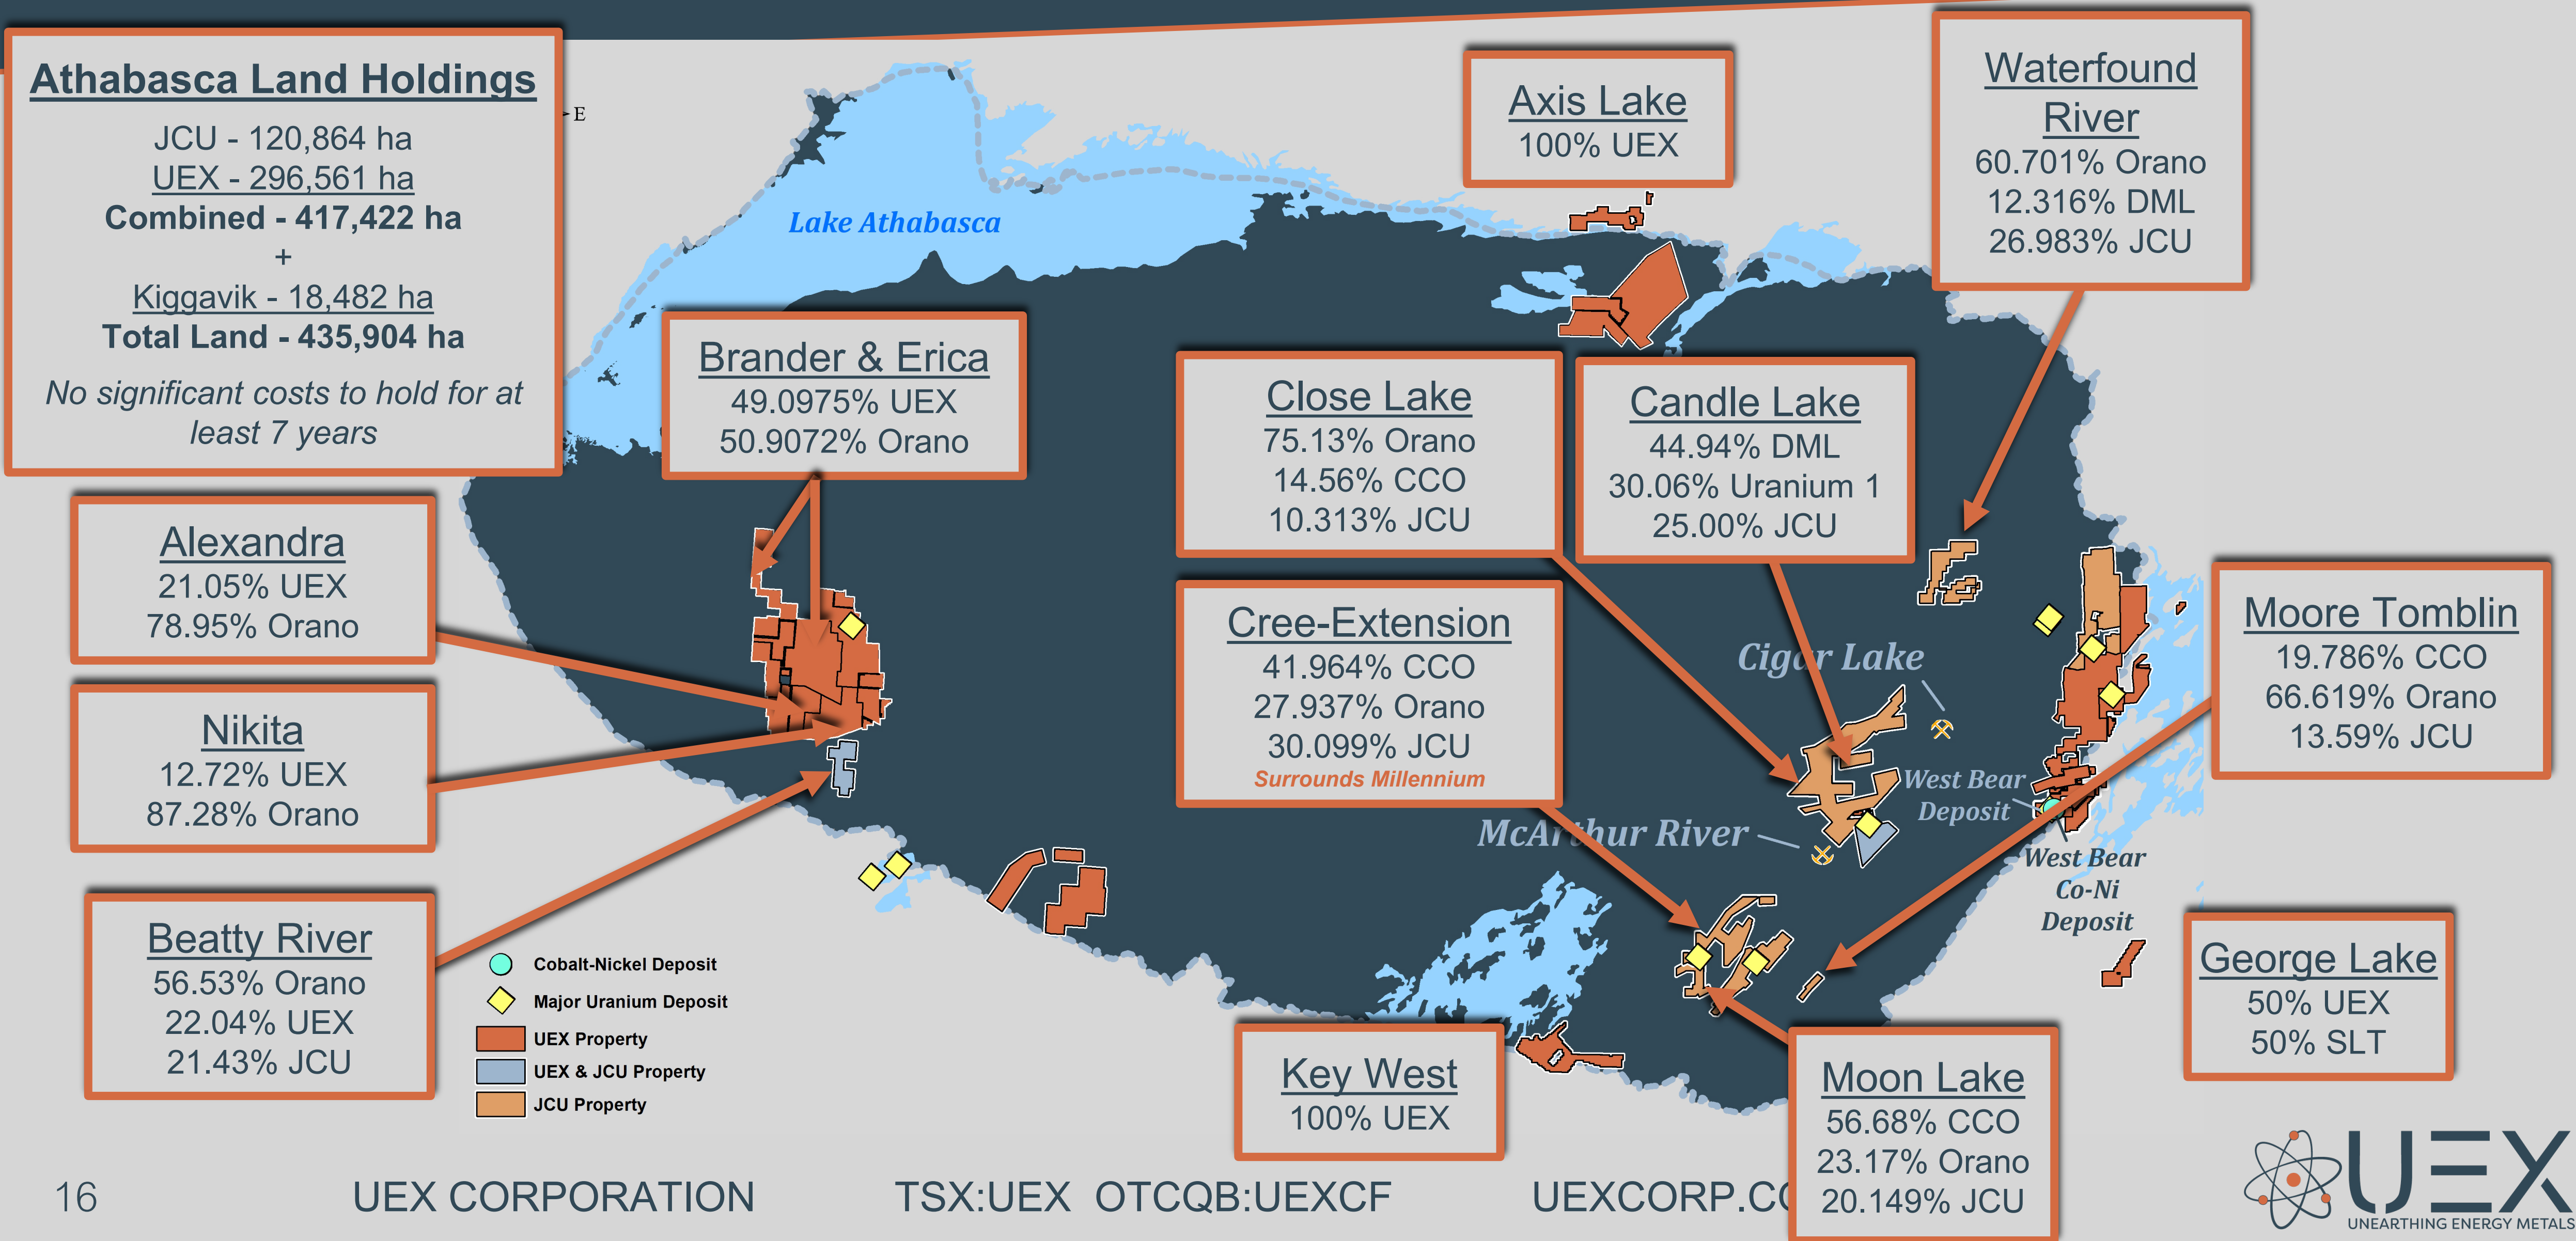 Athabasca Land Holdings
JCU - 120,864 ha
UEX - 296,561 ha
Combined - 417,422 ha
+
Kiggavik - 18,482 ha
Total Land - 435,904 ha
No significant costs to hold for at
least 7 years
E
Lake Athabasca
Axis Lake
100% UEX
Waterfound
River
60.701% Orano
12.316% DML
26.983% JCU
Brander & Erica
49.0975% UEX
50.9072% Orano
Close Lake
75.13% Orano
14.56% CCO
10.313% JCU
Candle Lake
44.94% DML
30.06% Uranium 1
25.00% JCU
Alexandra
21.05% UEX
78.95% Orano
Cree-Extension
41.964% CCO
27.937% Orano
30.099% JCU
Surrounds Millennium
Cigar Lake
Moore Tomblin
19.786% CCO
66.619% Orano
13.59% JCU
Nikita
12.72% UEX
87.28% Orano
McArthur River
West Bear
Deposit
West Bear
Co-Ni
Deposit
Beatty River
56.53% Orano
22.04% UEX
21.43% JCU
Cobalt-Nickel Deposit
Major Uranium Deposit
UEX Property
UEX & JCU Property
JCU Property
George Lake
50% UEX
50% SLT
Key West
100% UEX
Moon Lake
56.68% CCO
23.17% Orano
20.149% JCU
16
UEX CORPORATION
TSX:UEX OTCQB:UEXCF
UEXCORP.CO
UEX
UNEARTHING ENERGY METALS